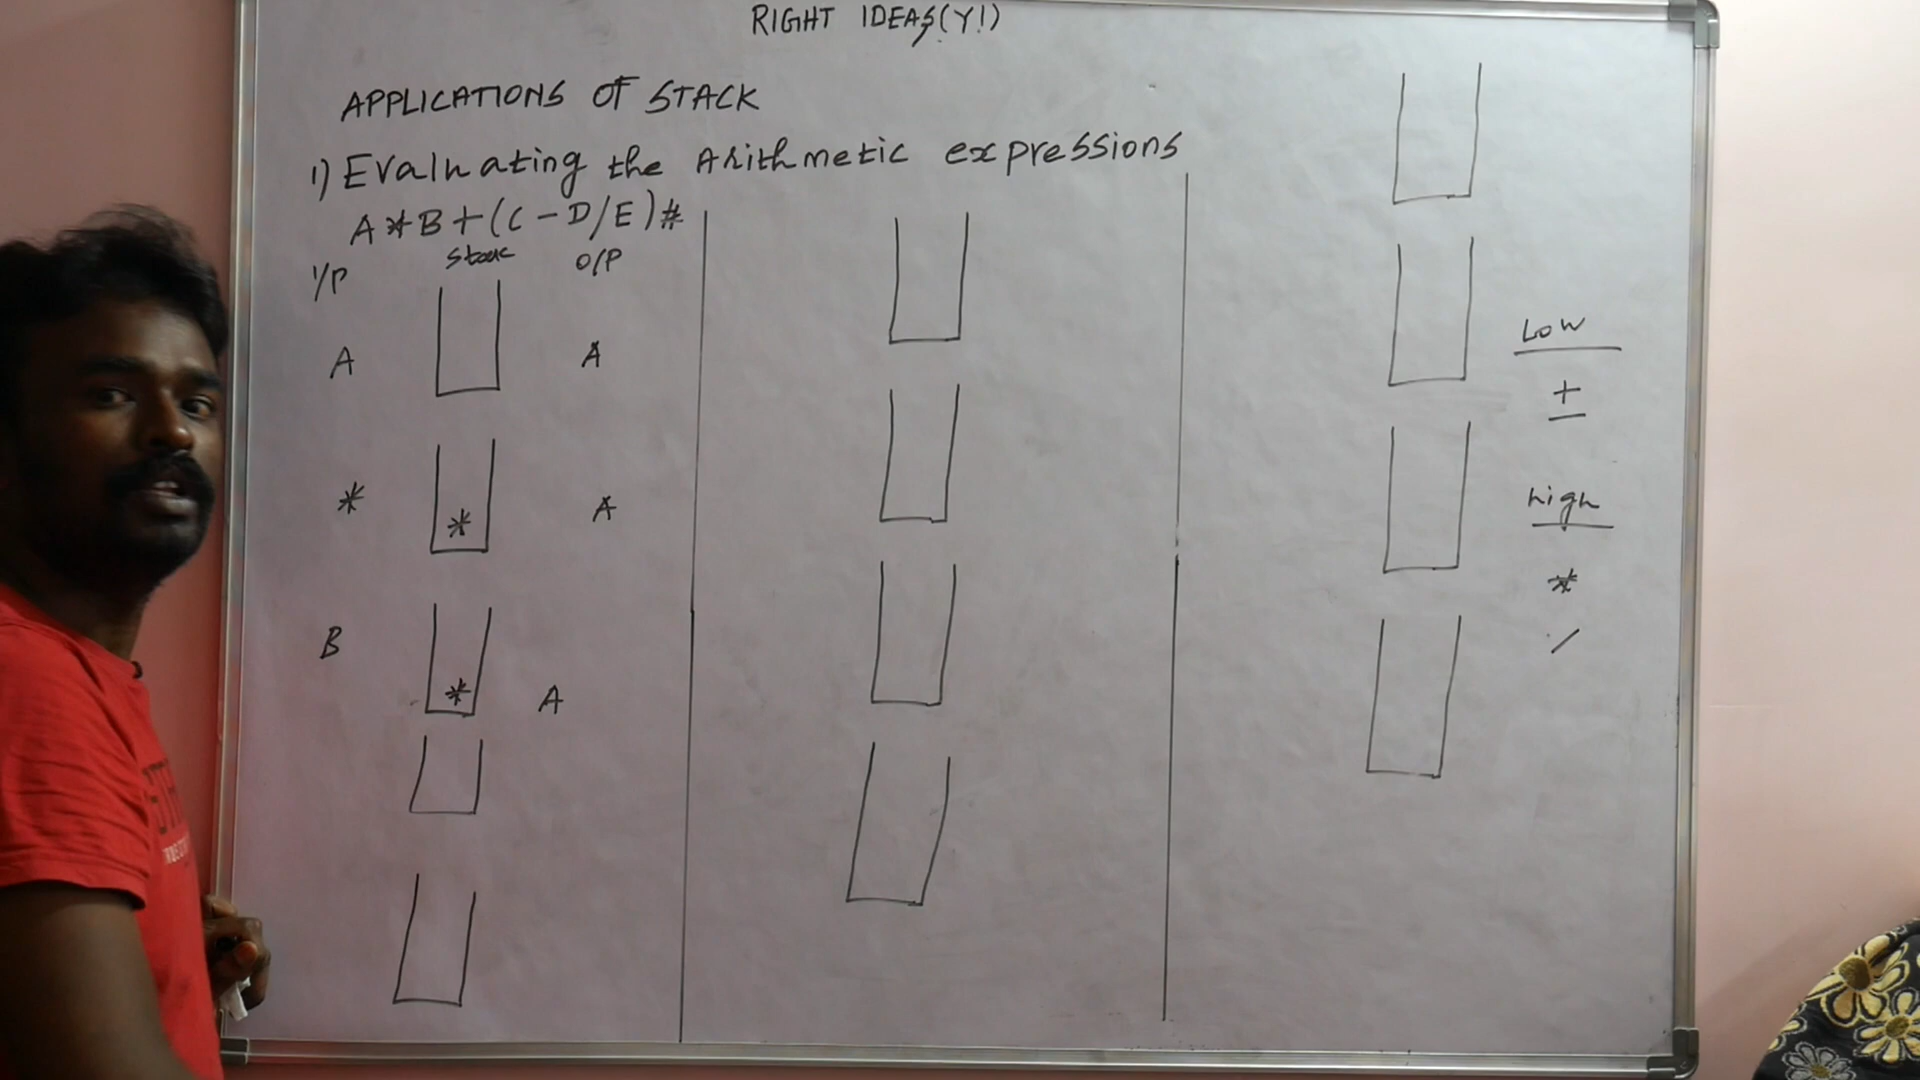 RIGHT IDEAS(Y!)
APPLICATIONS OF STACK
1) Evaluating the Arithmetic expressions
A*B+(C-D/E)#
I/P Stack O/P
A A
* * A
B * A
Low
+
-
high
*
/